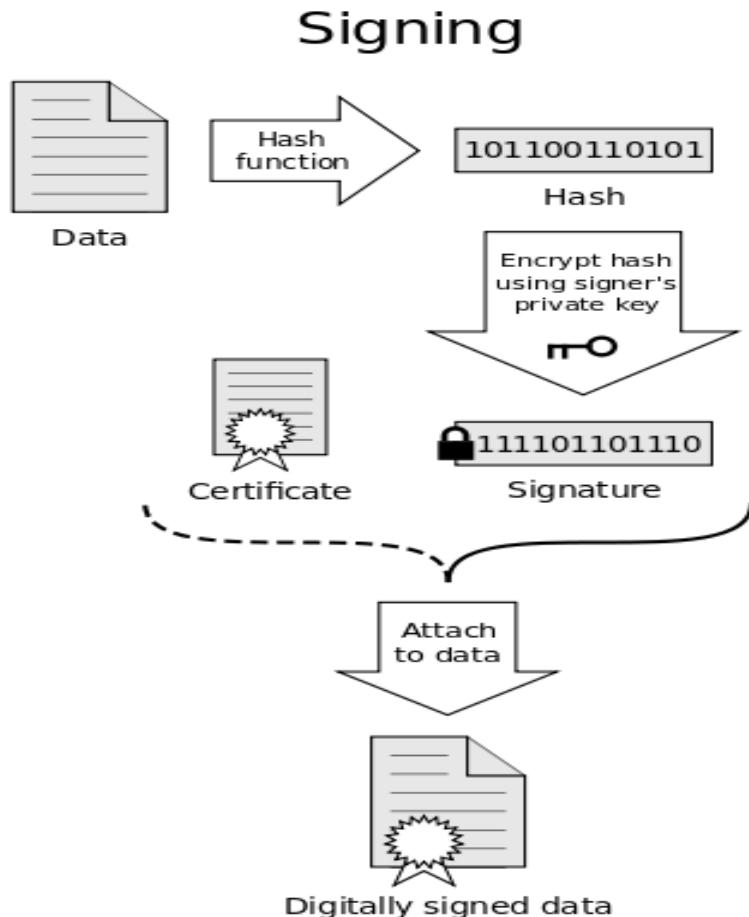 Signing
Hash
function
101100110101
Hash
Data
Encrypt hash
using signer's
private key
111101101110
Certificate
Signature
Attach
to data
Digitally signed data